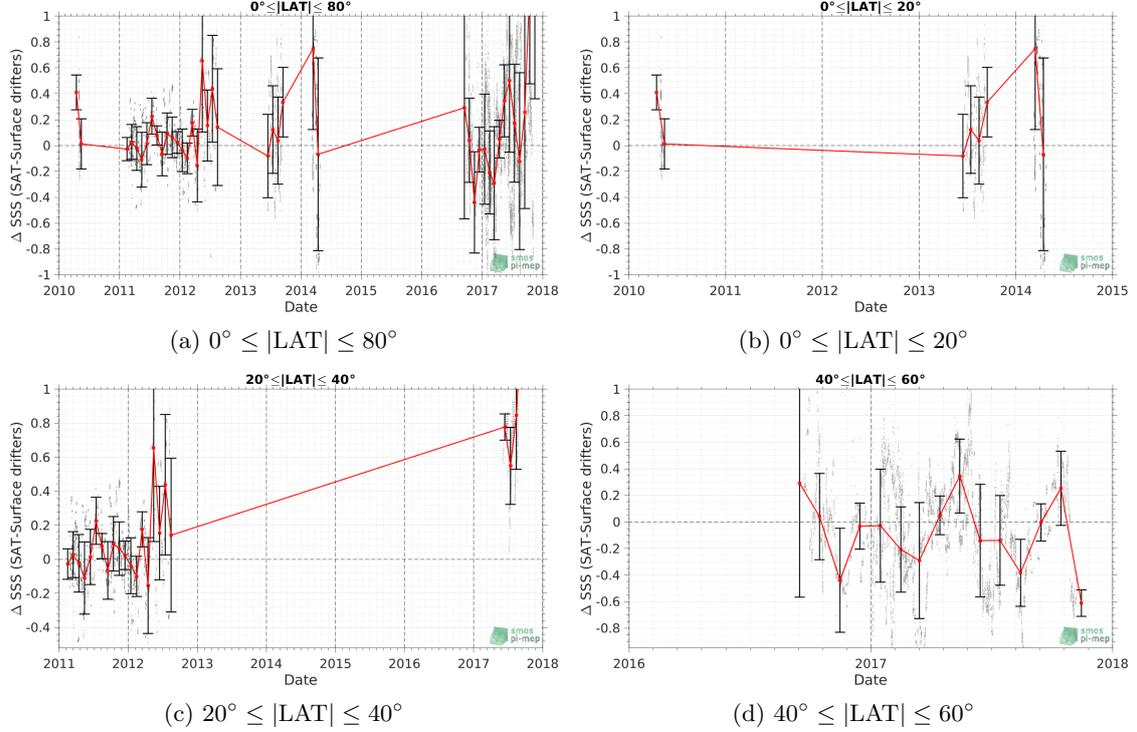 0°≤|LAT|≤ 80°
Δ SSS (SAT-Surface drifters)
1
0.8
0.6
0.4
0.2
0
-0.2
-0.4
-0.6
-0.8
-1
smos
pi-mep
2010 2011 2012 2013 2014 2015 2016 2017 2018
Date
(a) 0° ≤ |LAT| ≤ 80°
0°≤|LAT|≤ 20°
Δ SSS (SAT-Surface drifters)
1
0.8
0.6
0.4
0.2
0
-0.2
-0.4
-0.6
-0.8
-1
smos
pi-mep
2010 2011 2012 2013 2014 2015
Date
(b) 0° ≤ |LAT| ≤ 20°
20°≤|LAT|≤ 40°
Δ SSS (SAT-Surface drifters)
1
0.8
0.6
0.4
0.2
0
-0.2
-0.4
smos
pi-mep
2011 2012 2013 2014 2015 2016 2017 2018
Date
(c) 20° ≤ |LAT| ≤ 40°
40°≤|LAT|≤ 60°
Δ SSS (SAT-Surface drifters)
1
0.8
0.6
0.4
0.2
0
-0.2
-0.4
-0.6
-0.8
smos
pi-mep
2016 2017 2018
Date
(d) 40° ≤ |LAT| ≤ 60°